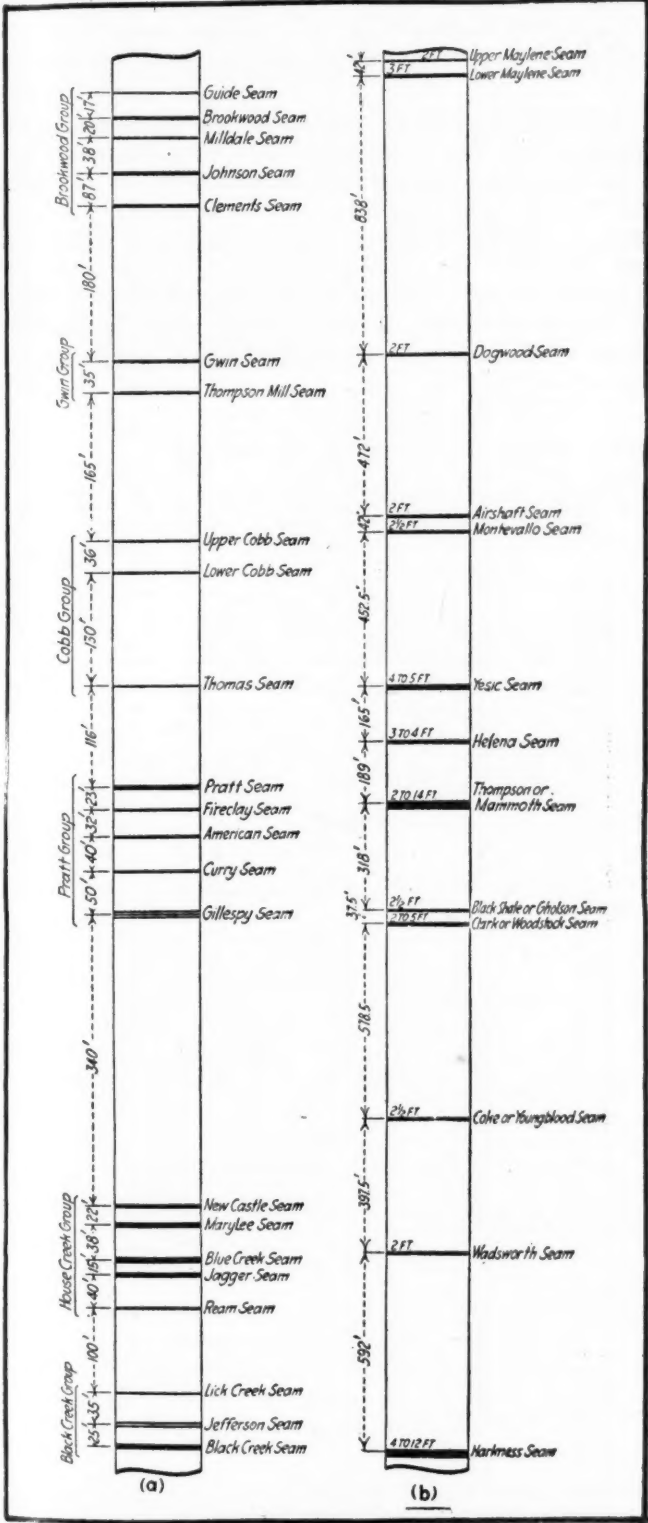 Brookwood Group
17'
20'
38'
87'
180'
Gwin Group
35'
165'
Cobb Group
36'
130'
116'
Pratt Group
23'
32'
40'
50'
340'
House Creek Group
22'
38'
15'
40'
100'
Black Creek Group
35'
25'
Guide Seam
Brookwood Seam
Milldale Seam
Johnson Seam
Clements Seam
Gwin Seam
Thompson Mill Seam
Upper Cobb Seam
Lower Cobb Seam
Thomas Seam
Pratt Seam
Fireclay Seam
American Seam
Curry Seam
Gillespy Seam
New Castle Seam
Mary Lee Seam
Blue Creek Seam
Jagger Seam
Ream Seam
Lick Creek Seam
Jefferson Seam
Black Creek Seam
(a)
42'
838'
472'
42'
452.5'
165'
189'
318'
37.5'
578.5
397.5'
592'
2 FT Upper Maylene Seam
3 FT Lower Maylene Seam
2 FT Dogwood Seam
2 FT Airshaft Seam
2½ FT Montevallo Seam
4 TO 5 FT Yesic Seam
3 TO 4 FT Helena Seam
2 TO 14 FT Thompson or
Mammoth Seam
2½ FT Black Shale or Gholson Seam
2 TO 5 FT Clark or Woodstock Seam
2½ FT Coke or Youngblood Seam
2 FT Wadsworth Seam
4 TO 12 FT Harkness Seam
(b)